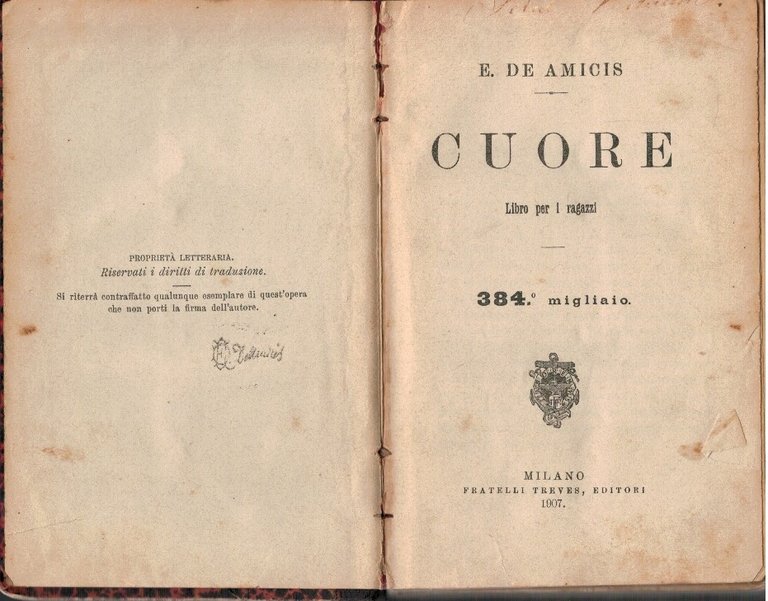 PROPRIETÀ LETTERARIA.
Riservati i diritti di traduzione.
Si riterrà contraffatto qualunque esemplare di quest'opera
che non porti la firma dell'autore.
E. DE AMICIS
CUORE
Libro per i ragazzi
384.º migliaio.
MILANO
FRATELLI TREVES, EDITORI
1907.